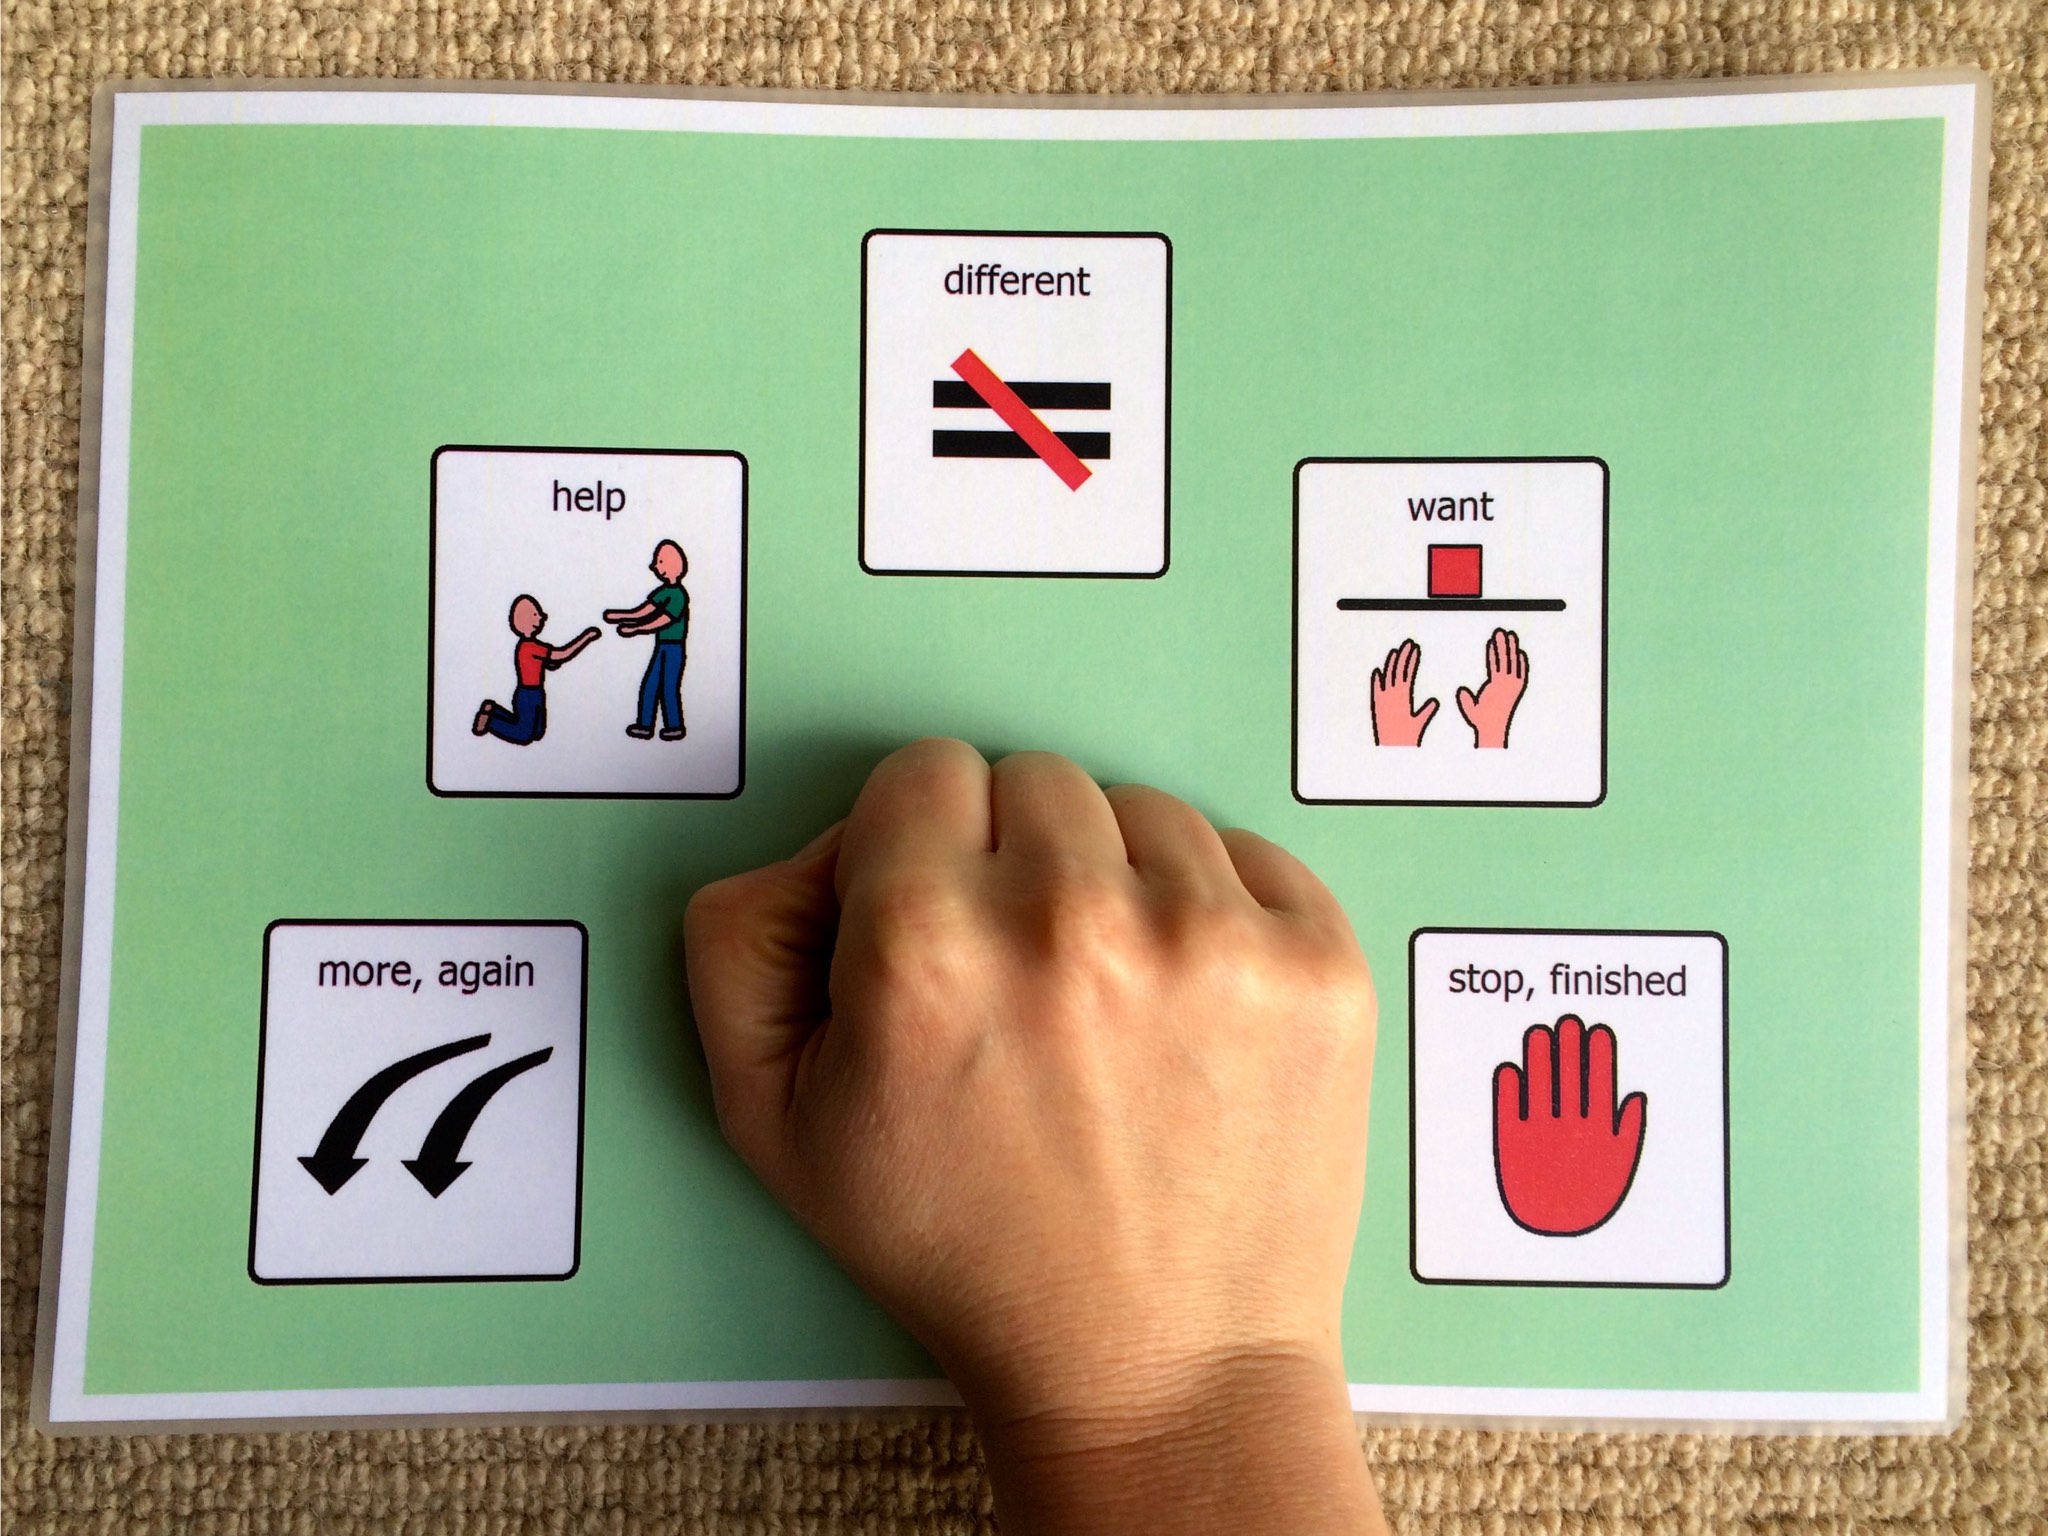 different
help
want
more, again
stop, finished